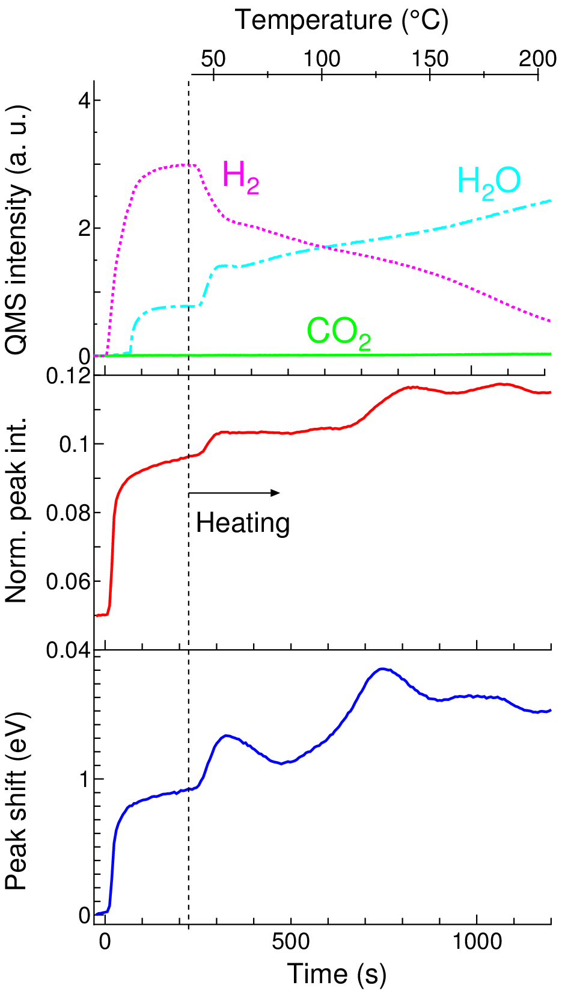 Temperature (°C)
50 100 150 200
QMS intensity (a. u.)
4
2
0
H₂
H₂O
CO₂
Norm. peak int.
0.12
0.1
0.08
0.06
0.04
Heating
Peak shift (eV)
1
0
0 500 1000
Time (s)